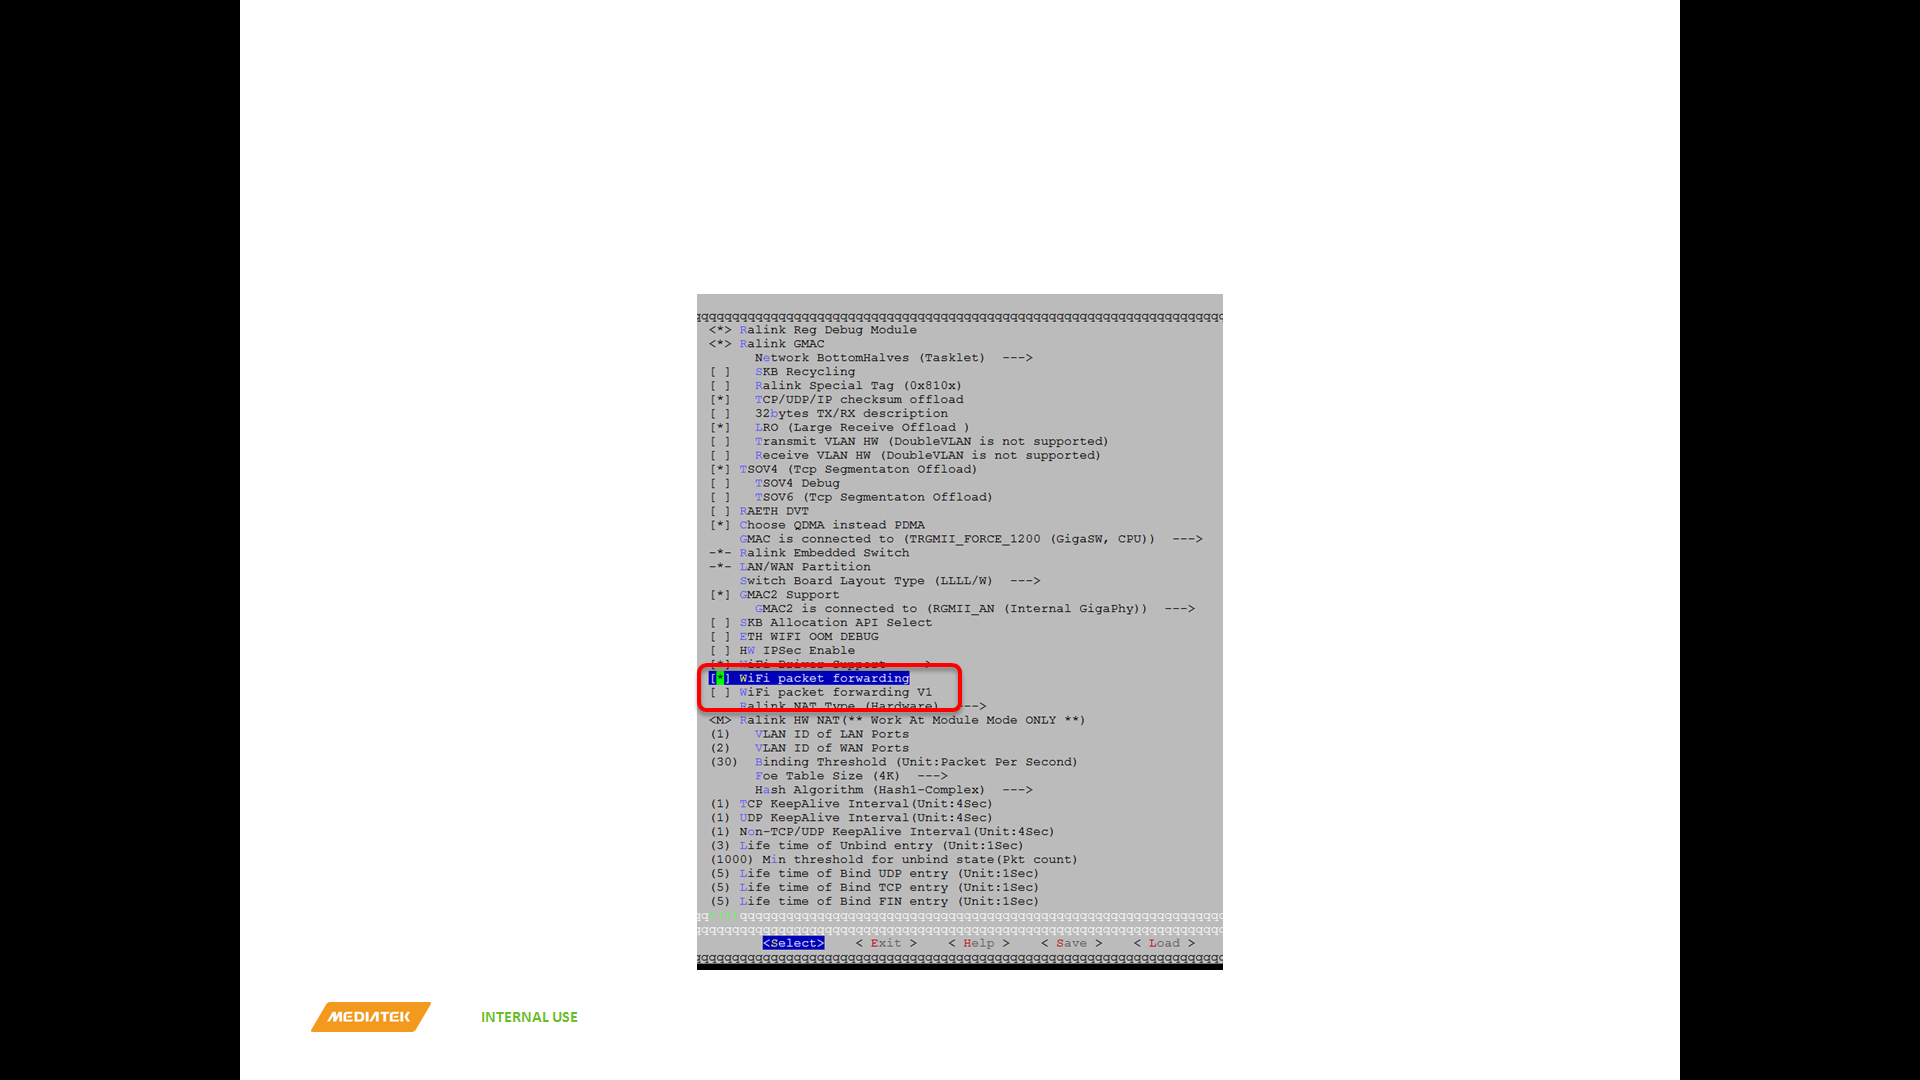 <*> Ralink Reg Debug Module
<*> Ralink GMAC
Network BottomHalves (Tasklet)  --->
[ ]   SKB Recycling
[ ]   Ralink Special Tag (0x810x)
[*]   TCP/UDP/IP checksum offload
[ ]   32bytes TX/RX description
[*]   LRO (Large Receive Offload )
[ ]   Transmit VLAN HW (DoubleVLAN is not supported)
[ ]   Receive VLAN HW (DoubleVLAN is not supported)
[*] TSOV4 (Tcp Segmentaton Offload)
[ ]   TSOV4 Debug
[ ]   TSOV6 (Tcp Segmentaton Offload)
[ ] RAETH DVT
[*] Choose QDMA instead PDMA
GMAC is connected to (TRGMII_FORCE_1200 (GigaSW, CPU))  --->
-*- Ralink Embedded Switch
-*- LAN/WAN Partition
Switch Board Layout Type (LLLL/W)  --->
[*] GMAC2 Support
GMAC2 is connected to (RGMII_AN (Internal GigaPhy))  --->
[ ] SKB Allocation API Select
[ ] ETH WIFI OOM DEBUG
[ ] HW IPSec Enable
[*] WiFi Driver Support  --->
[*] WiFi packet forwarding
[ ] WiFi packet forwarding V1
Ralink NAT Type (Hardware)  --->
<M> Ralink HW NAT(** Work At Module Mode ONLY **)
(1)   VLAN ID of LAN Ports
(2)   VLAN ID of WAN Ports
(30)  Binding Threshold (Unit:Packet Per Second)
Foe Table Size (4K)  --->
Hash Algorithm (Hash1-Complex)  --->
(1) TCP KeepAlive Interval(Unit:4Sec)
(1) UDP KeepAlive Interval(Unit:4Sec)
(1) Non-TCP/UDP KeepAlive Interval(Unit:4Sec)
(3) Life time of Unbind entry (Unit:1Sec)
(1000) Min threshold for unbind state(Pkt count)
(5) Life time of Bind UDP entry (Unit:1Sec)
(5) Life time of Bind TCP entry (Unit:1Sec)
(5) Life time of Bind FIN entry (Unit:1Sec)
<Select>    < Exit >    < Help >    < Save >    < Load >
MEDIATEK
INTERNAL USE